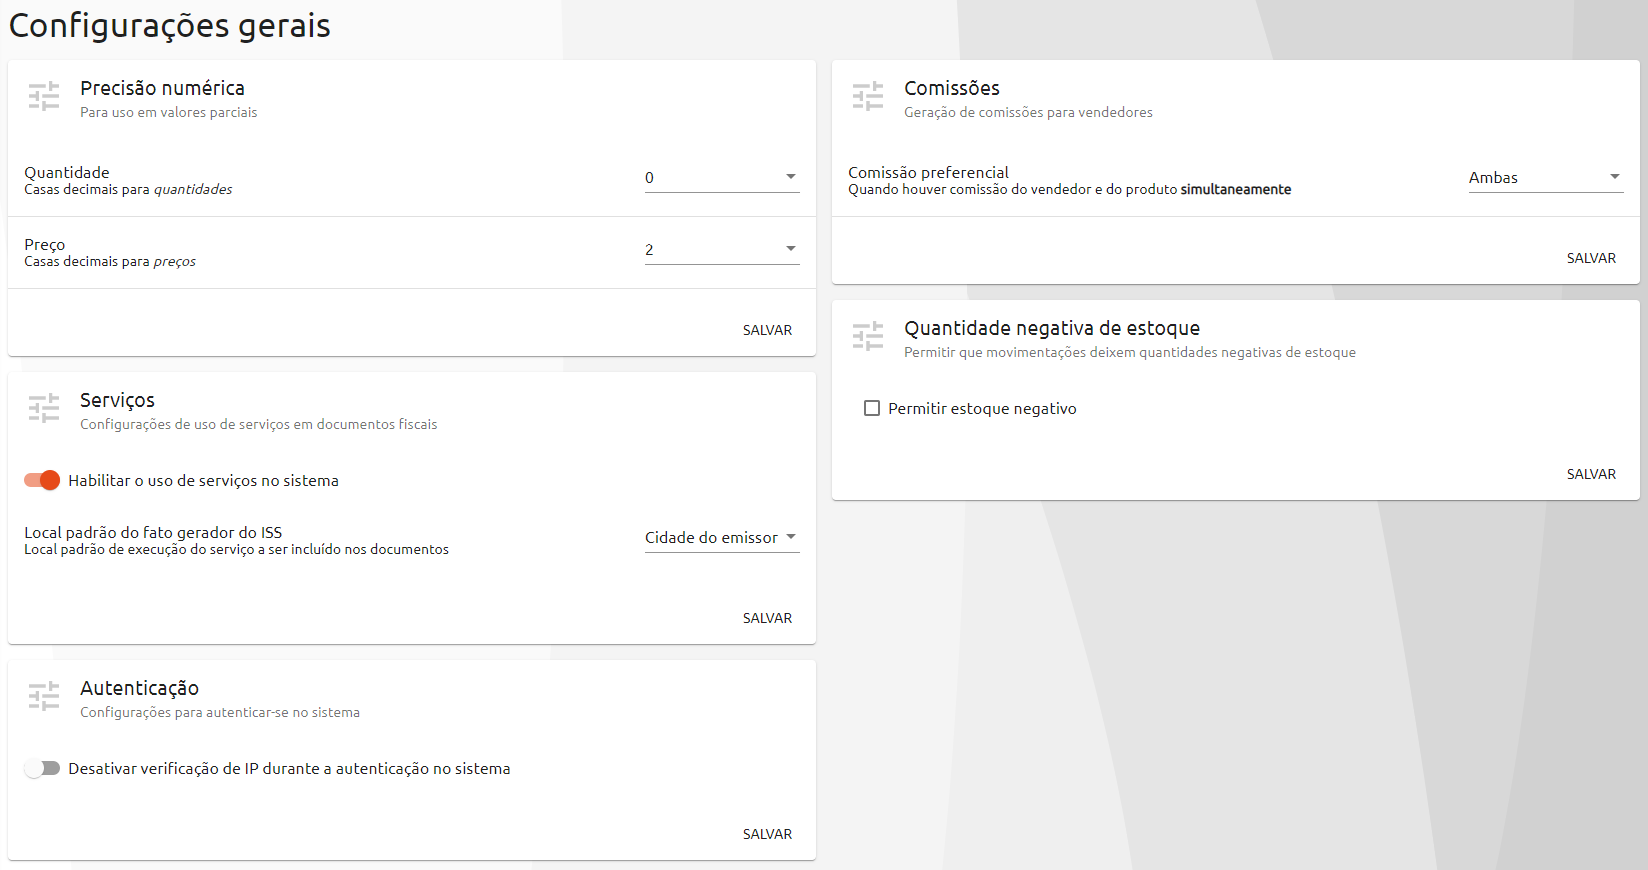 Configurações gerais
Precisão numérica
Para uso em valores parciais
Quantidade
Casas decimais para quantidades
0
Preço
Casas decimais para preços
2
SALVAR
Serviços
Configurações de uso de serviços em documentos fiscais
Habilitar o uso de serviços no sistema
Local padrão do fato gerador do ISS
Local padrão de execução do serviço a ser incluído nos documentos
Cidade do emissor
SALVAR
Autenticação
Configurações para autenticar-se no sistema
Desativar verificação de IP durante a autenticação no sistema
SALVAR
Comissões
Geração de comissões para vendedores
Comissão preferencial
Quando houver comissão do vendedor e do produto simultaneamente
Ambas
SALVAR
Quantidade negativa de estoque
Permitir que movimentações deixem quantidades negativas de estoque
Permitir estoque negativo
SALVAR